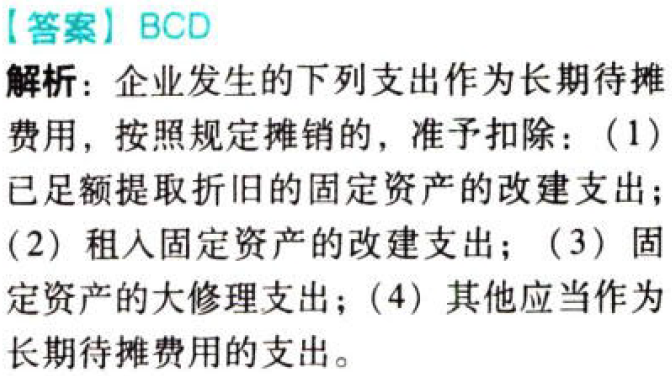 【答案】BCD
解析：企业发生的下列支出作为长期待摊
费用，按照规定摊销的，准予扣除：（1）
已足额提取折旧的固定资产的改建支出；
（2）租入固定资产的改建支出；（3）固
定资产的大修理支出；（4）其他应当作为
长期待摊费用的支出。